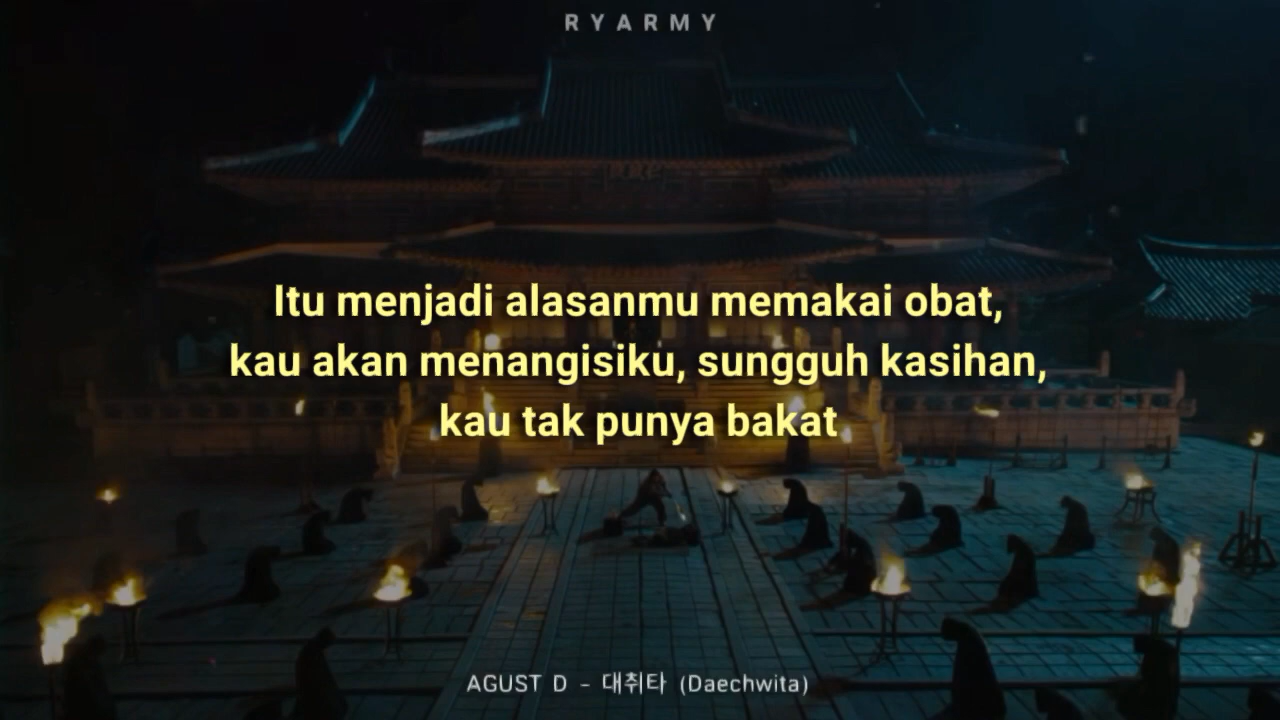 RYARMY
Itu menjadi alasanmu memakai obat,
kau akan menangisiku, sungguh kasihan,
kau tak punya bakat
AGUST D - 대취타 (Daechwita)